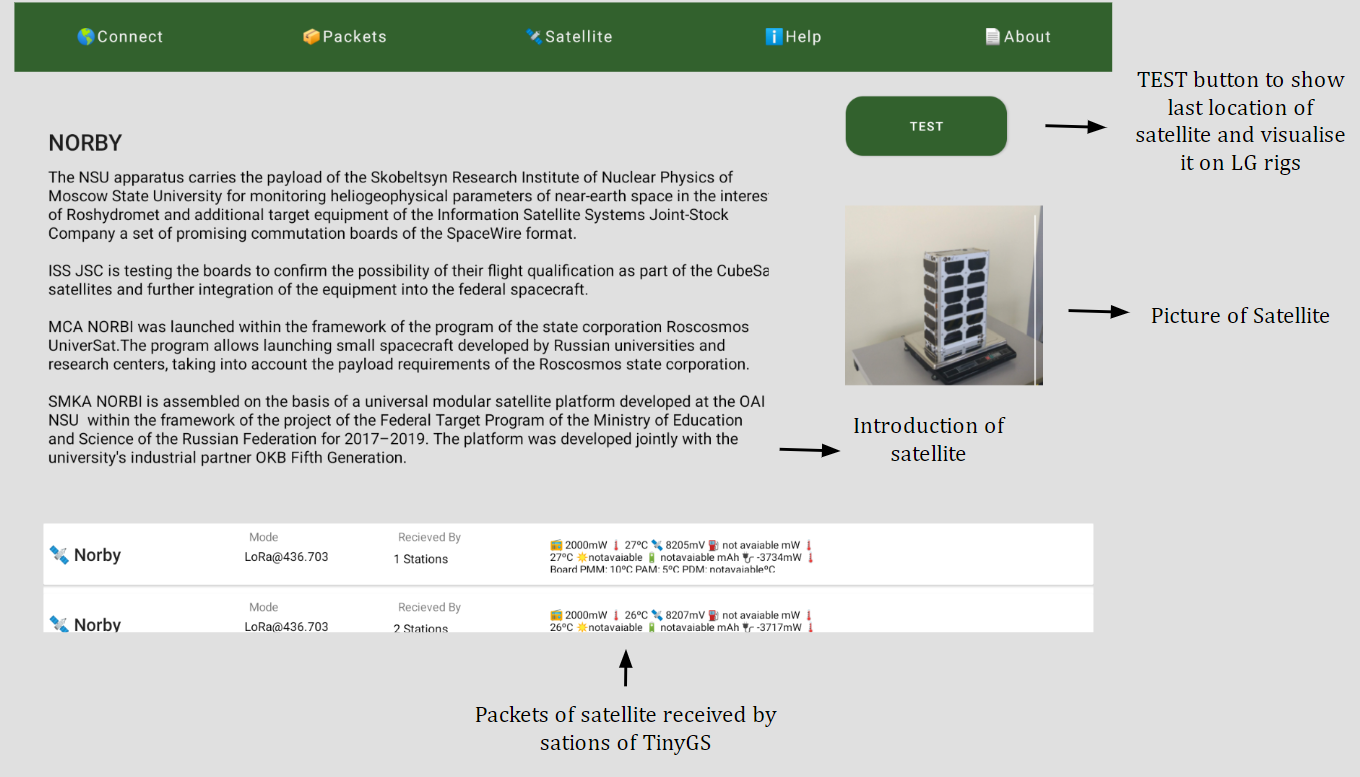 🌎Connect 📦Packets 🛰️Satellite ℹ️Help 📄About
TEST
TEST button to show
last location of
satellite and visualise
it on LG rigs
NORBY
The NSU apparatus carries the payload of the Skobeltsyn Research Institute of Nuclear Physics of
Moscow State University for monitoring heliogeophysical parameters of near-earth space in the interes
of Roshydromet and additional target equipment of the Information Satellite Systems Joint-Stock
Company a set of promising commutation boards of the SpaceWire format.
ISS JSC is testing the boards to confirm the possibility of their flight qualification as part of the CubeSa
satellites and further integration of the equipment into the federal spacecraft.
MCA NORBI was launched within the framework of the program of the state corporation Roscosmos
UniverSat.The program allows launching small spacecraft developed by Russian universities and
research centers, taking into account the payload requirements of the Roscosmos state corporation.
SMKA NORBI is assembled on the basis of a universal modular satellite platform developed at the OAI
NSU within the framework of the project of the Federal Target Program of the Ministry of Education
and Science of the Russian Federation for 2017–2019. The platform was developed jointly with the
university's industrial partner OKB Fifth Generation.
Picture of Satellite
Introduction of
satellite
🛰️ Norby
Mode
LoRa@436.703
Recieved By
1 Stations
📻 2000mW 🌡️ 27ºC 🛰️ 8205mV ⛽ not avaiable mW 🌡️
27ºC ☀️notavaiable 🔋 notavaiable mAh 🔌 -3734mW 🌡️
Board PMM: 10ºC PAM: 5ºC PDM: notavaiableºC
🛰️ Norby
Mode
LoRa@436.703
Recieved By
2 Stations
📻 2000mW 🌡️ 26ºC 🛰️ 8207mV ⛽ not avaiable mW 🌡️
26ºC ☀️notavaiable 🔋 notavaiable mAh 🔌 -3717mW 🌡️
Packets of satellite received by
sations of TinyGS